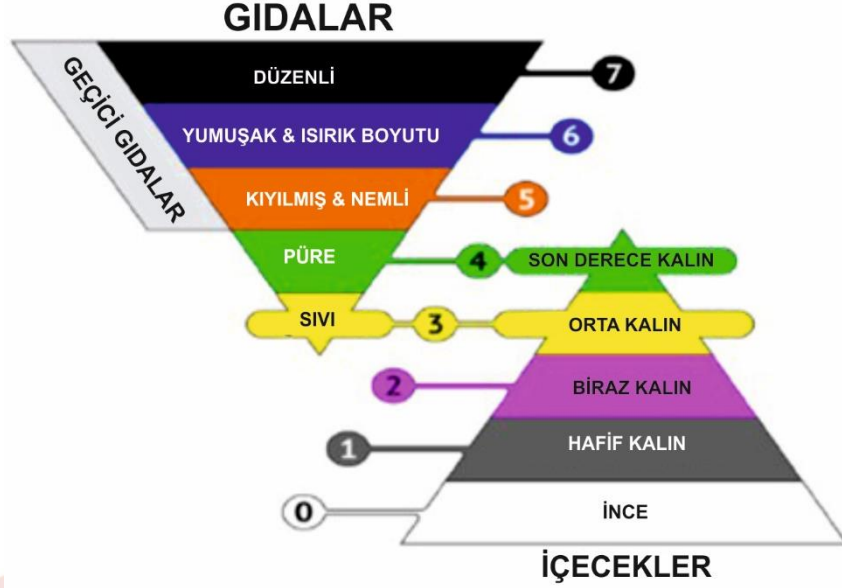 GIDALAR
GEÇİCİ GIDALAR
DÜZENLİ
7
YUMUŞAK & ISIRIK BOYUTU
6
KIYILMIŞ & NEMLİ
5
PÜRE
4
SON DERECE KALIN
SIVI
3
ORTA KALIN
2
BİRAZ KALIN
1
HAFİF KALIN
0
İNCE
İÇECEKLER